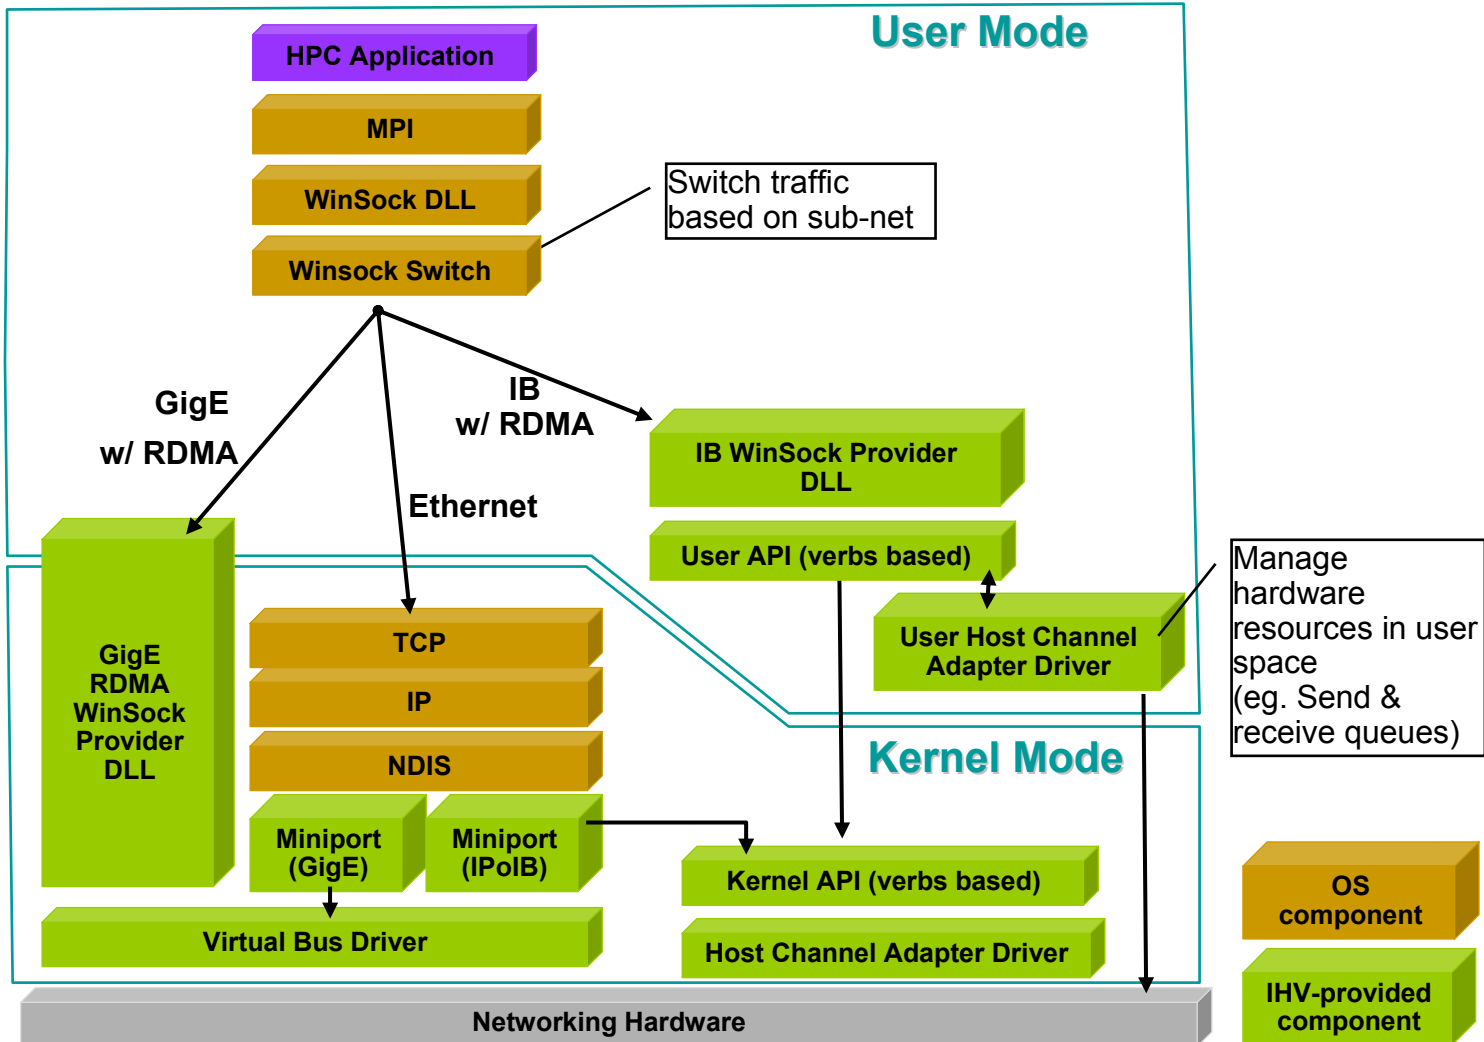 User Mode
HPC Application
MPI
WinSock DLL
Winsock Switch
Switch traffic
based on sub-net
GigE
w/ RDMA
IB
w/ RDMA
Ethernet
IB WinSock Provider
DLL
User API (verbs based)
User Host Channel
Adapter Driver
Manage
hardware
resources in user
space
(eg. Send &
receive queues)
GigE
RDMA
WinSock
Provider
DLL
TCP
IP
NDIS
Kernel Mode
Miniport
(GigE)
Miniport
(IPoIB)
Kernel API (verbs based)
Virtual Bus Driver
Host Channel Adapter Driver
Networking Hardware
OS
component
IHV-provided
component